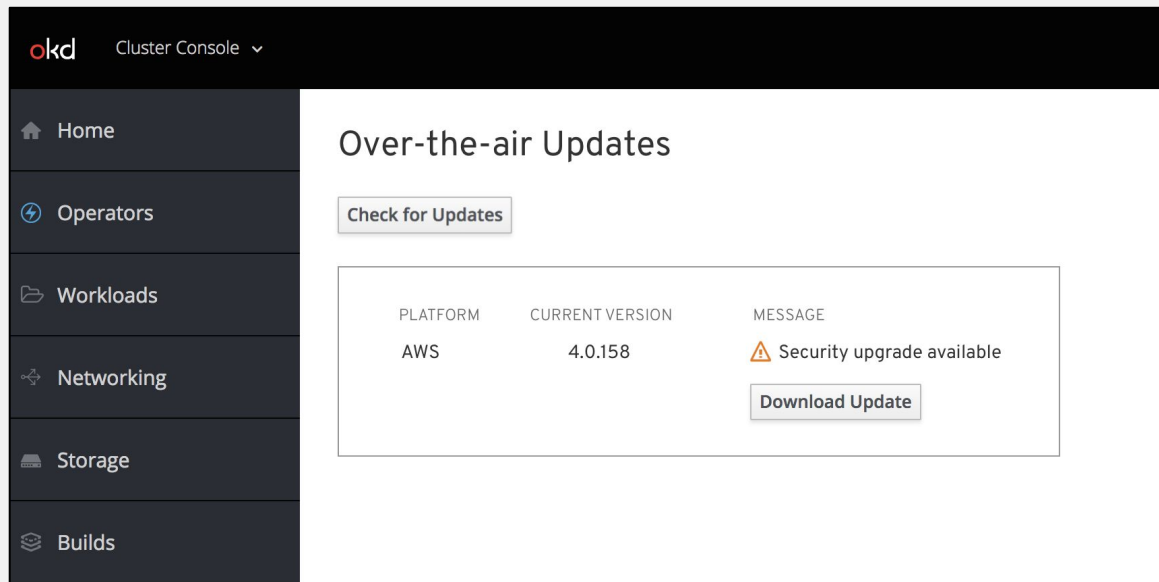 okd Cluster Console
Home
Operators
Workloads
Networking
Storage
Builds
Over-the-air Updates
Check for Updates
PLATFORM CURRENT VERSION MESSAGE
AWS 4.0.158 Security upgrade available
Download Update